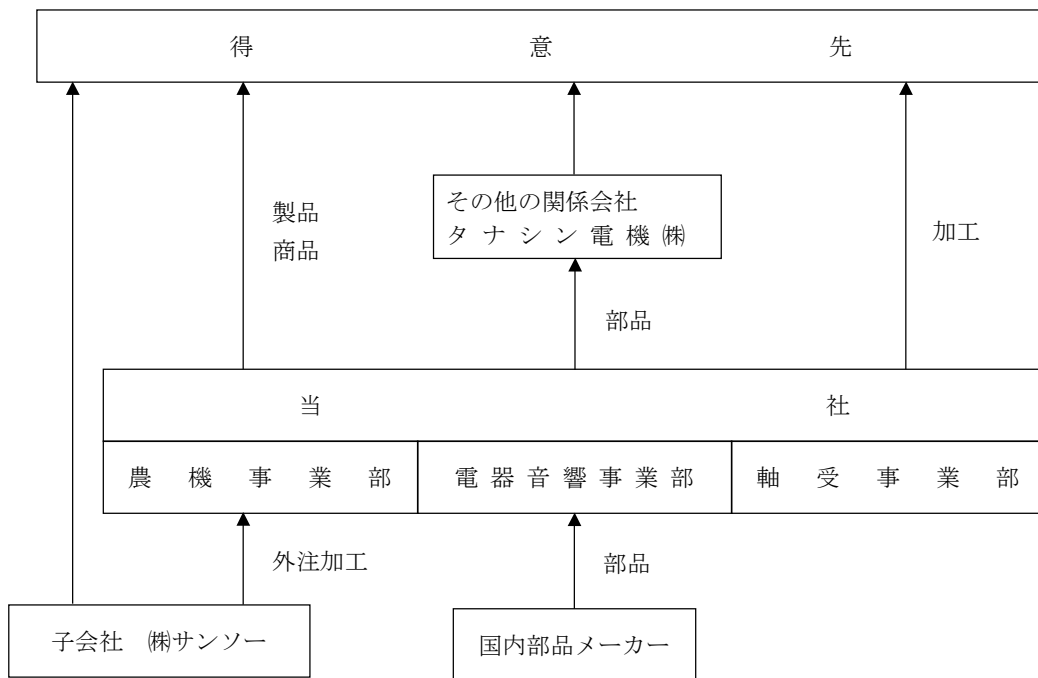 得意先
製品
商品
その他の関係会社
タナシン電機㈱
加工
部品
当社
農機事業部
電器音響事業部
軸受事業部
外注加工
部品
子会社 ㈱サンソー
国内部品メーカー